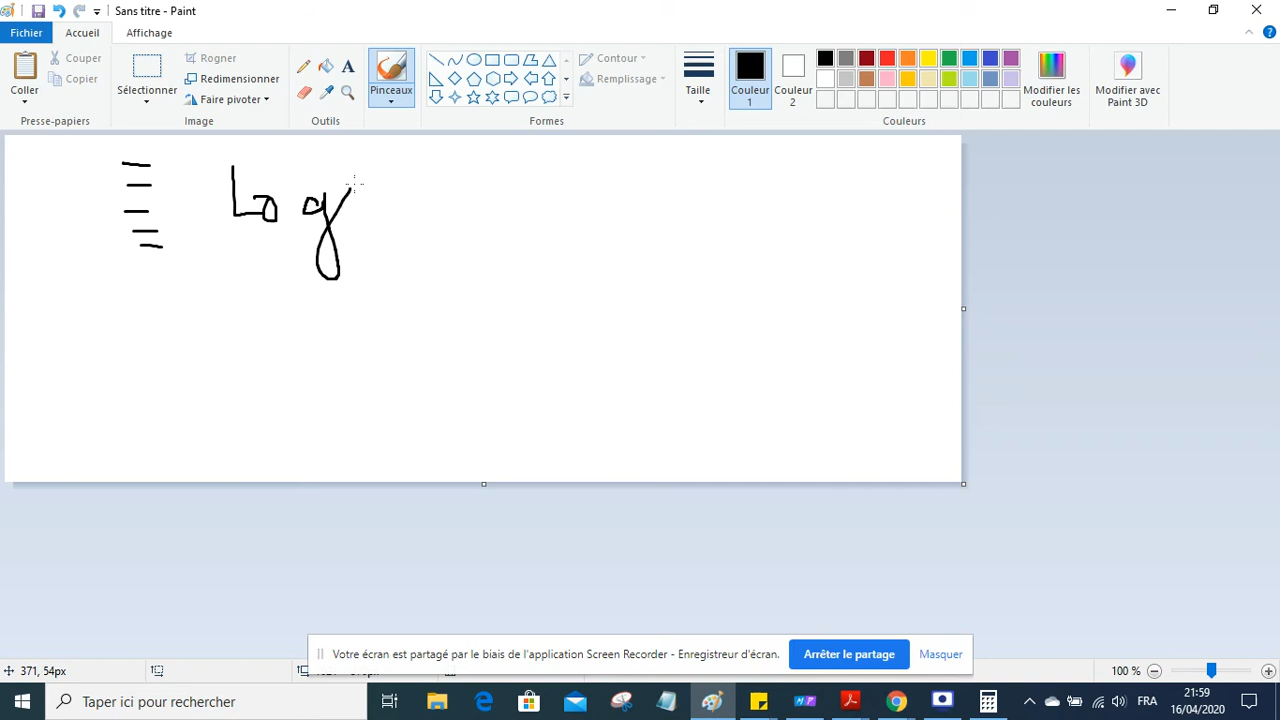 Sans titre - Paint
Fichier Accueil Affichage
Coller
Couper
Copier
Presse-papiers
Sélectionner
Rogner
Redimensionner
Faire pivoter
Image
A
Outils
Pinceaux
Contour
Remplissage
Formes
Taille
Couleur 1
Couleur 2
Modifier les couleurs
Couleurs
Modifier avec Paint 3D
Log
Votre écran est partagé par le biais de l'application Screen Recorder - Enregistreur d'écran. Arrêter le partage Masquer
371, 54px 100 %
Taper ici pour rechercher FRA 21:59
16/04/2020